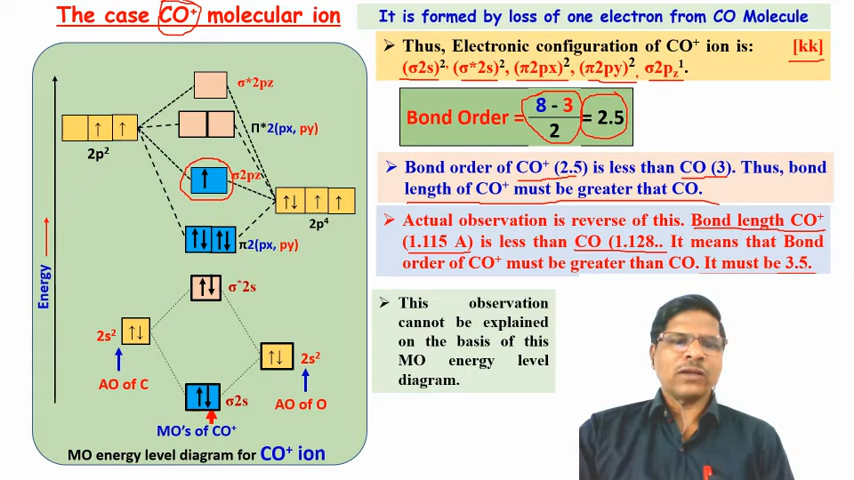 The case CO⁺ molecular ion
It is formed by loss of one electron from CO Molecule
➢ Thus, Electronic configuration of CO⁺ ion is: [kk]
(σ2s)², (σ*2s)², (π2px)², (π2py)², σ2pz¹.
Bond Order = 8 - 3 / 2 = 2.5
➢ Bond order of CO⁺ (2.5) is less than CO (3). Thus, bond
length of CO⁺ must be greater that CO.
➢ Actual observation is reverse of this. Bond length CO⁺
(1.115 A) is less than CO (1.128.. It means that Bond
order of CO⁺ must be greater than CO. It must be 3.5.
➢ This observation
cannot be explained
on the basis of this
MO energy level
diagram.
σ*2pz
Π*2(px, py)
2p²
σ2pz
2p⁴
π2(px, py)
Energy
σ*2s
2s²
2s²
AO of C
AO of O
σ2s
MO's of CO⁺
MO energy level diagram for CO⁺ ion